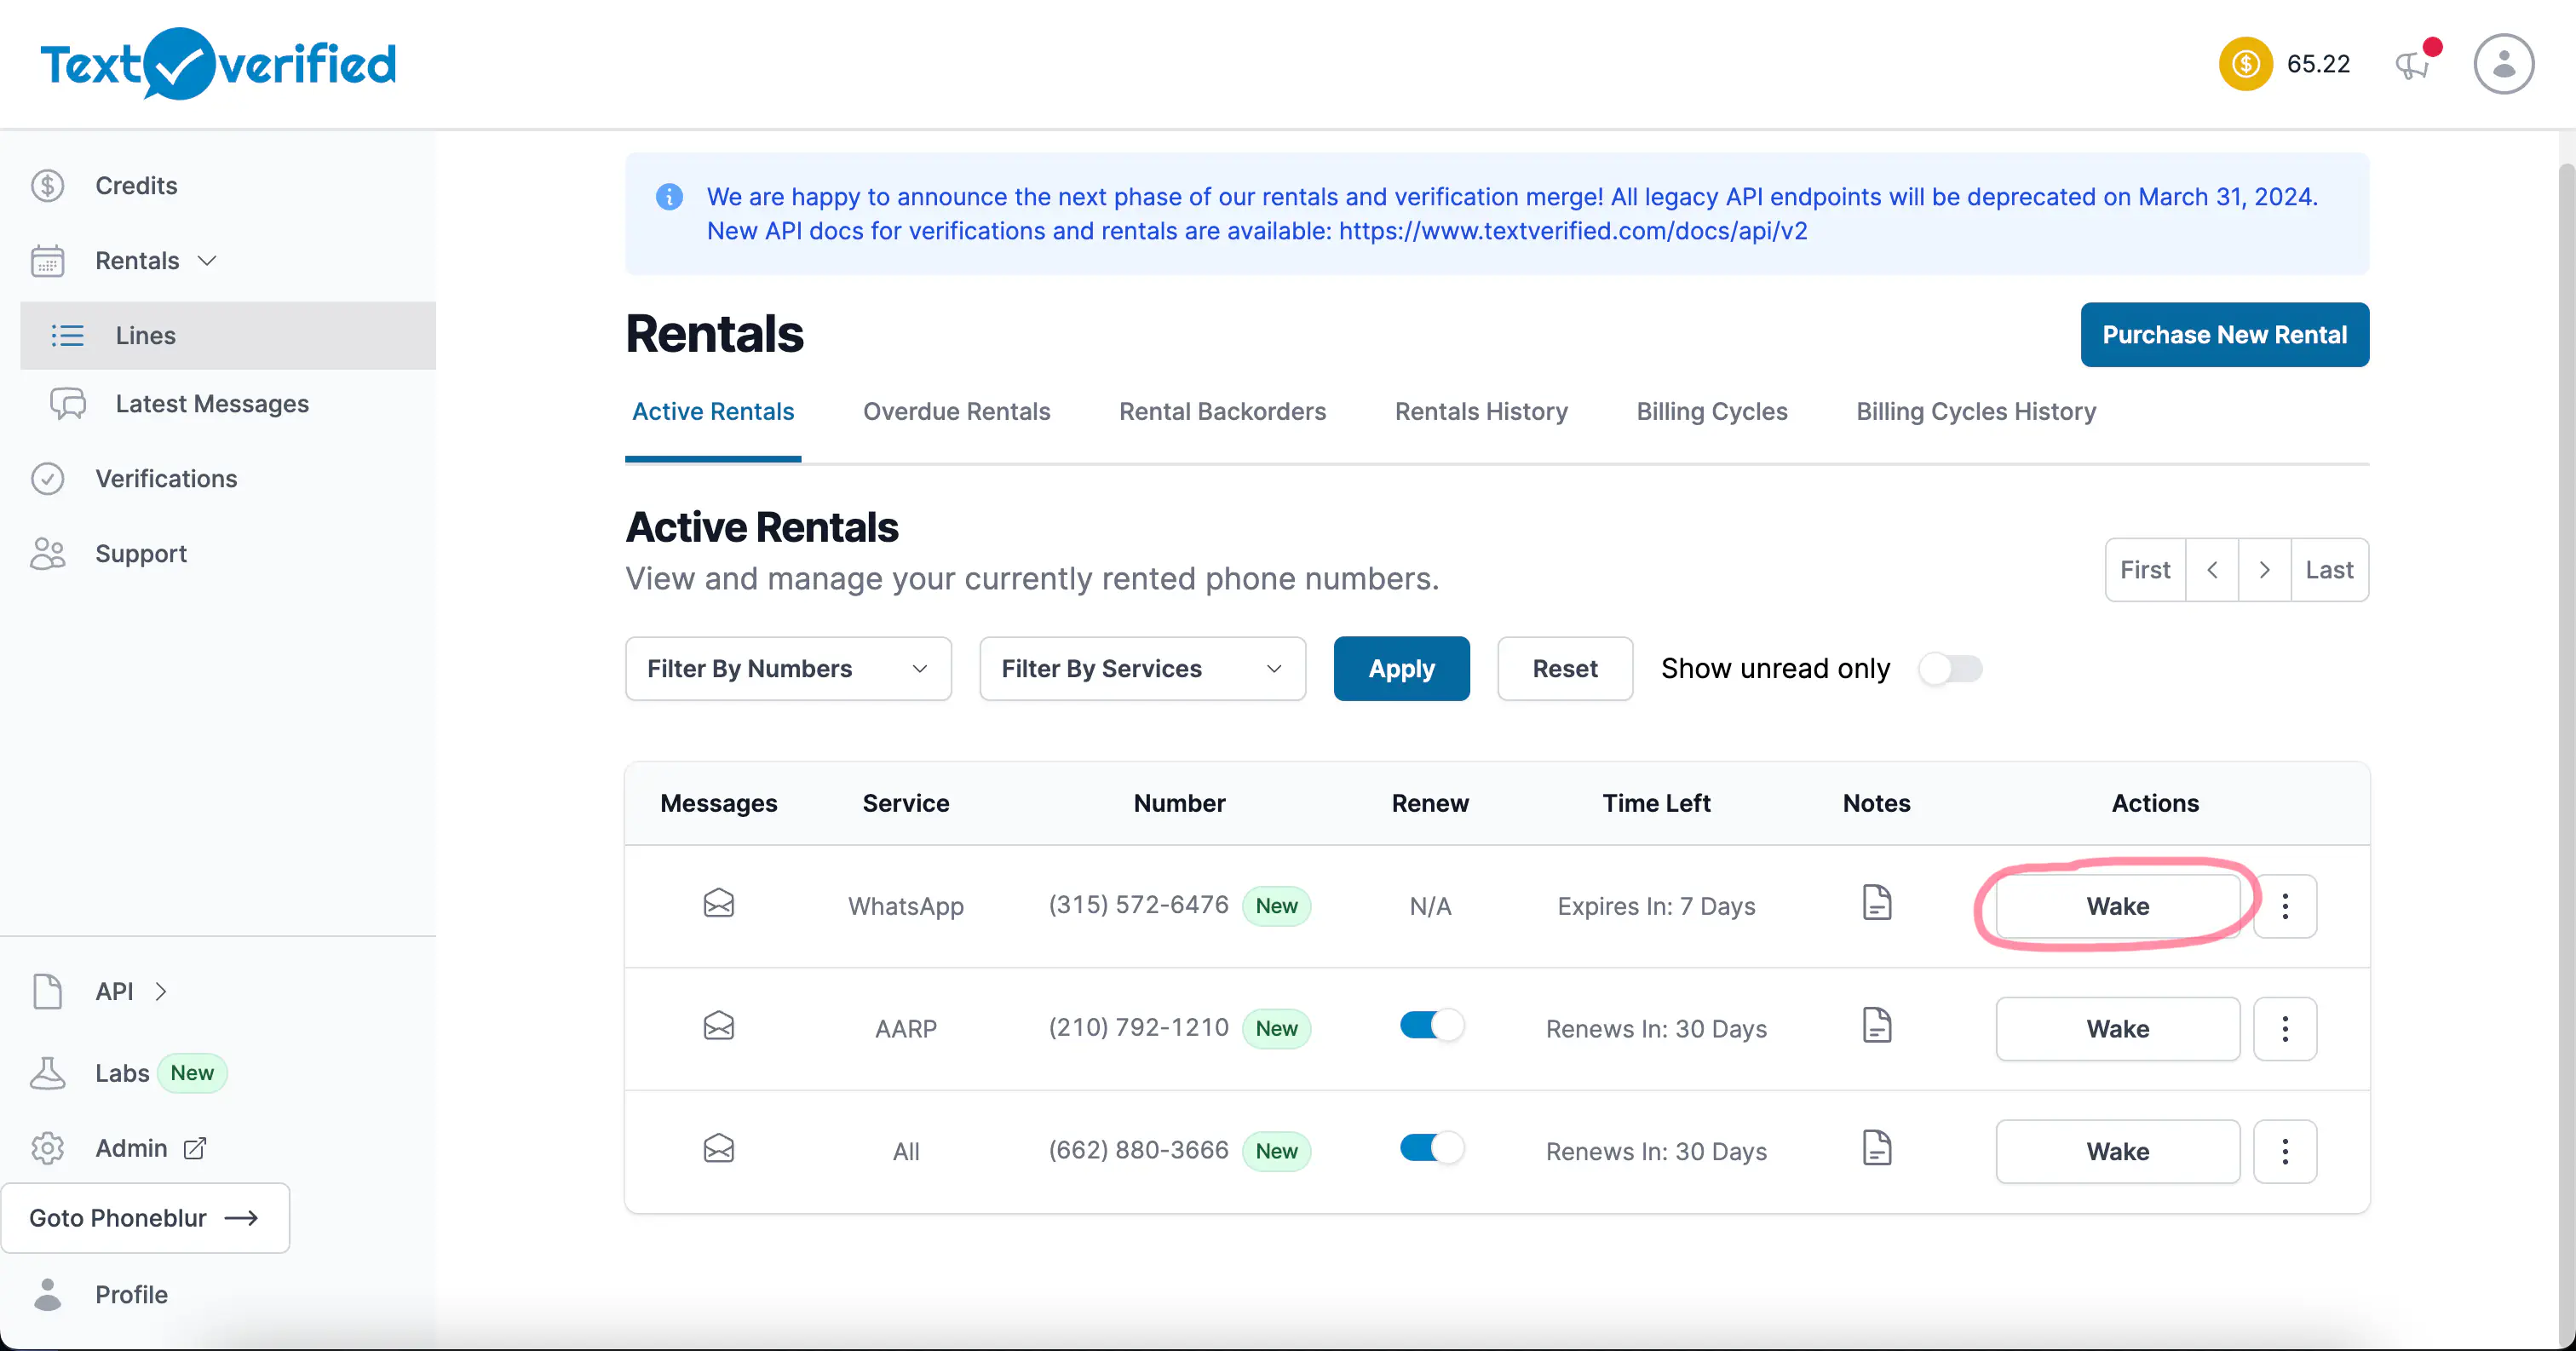 Text verified
65.22
Credits
Rentals
Lines
Latest Messages
Verifications
Support
API
Labs New
Admin
Goto Phoneblur
Profile
We are happy to announce the next phase of our rentals and verification merge! All legacy API endpoints will be deprecated on March 31, 2024.
New API docs for verifications and rentals are available: https://www.textverified.com/docs/api/v2
Rentals
Purchase New Rental
Active Rentals Overdue Rentals Rental Backorders Rentals History Billing Cycles Billing Cycles History
Active Rentals
View and manage your currently rented phone numbers.
First < > Last
Filter By Numbers Filter By Services Apply Reset Show unread only
Messages Service Number Renew Time Left Notes Actions
WhatsApp (315) 572-6476 New N/A Expires In: 7 Days Wake
AARP (210) 792-1210 New Renews In: 30 Days Wake
All (662) 880-3666 New Renews In: 30 Days Wake